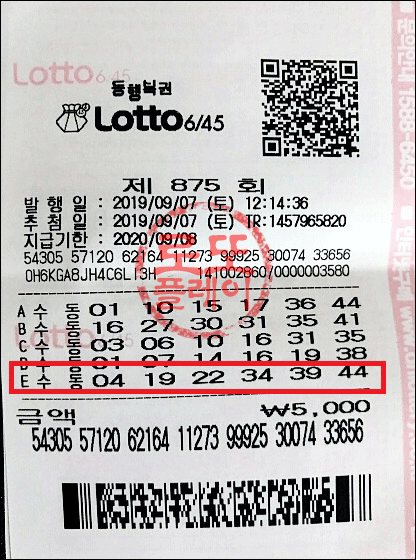 Lotto 6/45
동행복권
Lotto 6/45
제 875 회
발 행 일 : 2019/09/07 (토) 12:14:36
추 첨 일 : 2019/09/07 (토) TR:1457965820
지급기한 : 2020/09/08
54305 57120 62164 11273 99925 30074 33656
141002860/0000003580
로또
플레이
A 수 동 01 10 15 36 44
B 수 동 16 27 30 31 35 41
C 수 동 03 06 10 16 31 35
수 동 01 07 14 16 19 38
E 수 동 04 19 22 34 39 44
금액 ₩5,000
54305 57120 62164 11273 99925 30074 33656